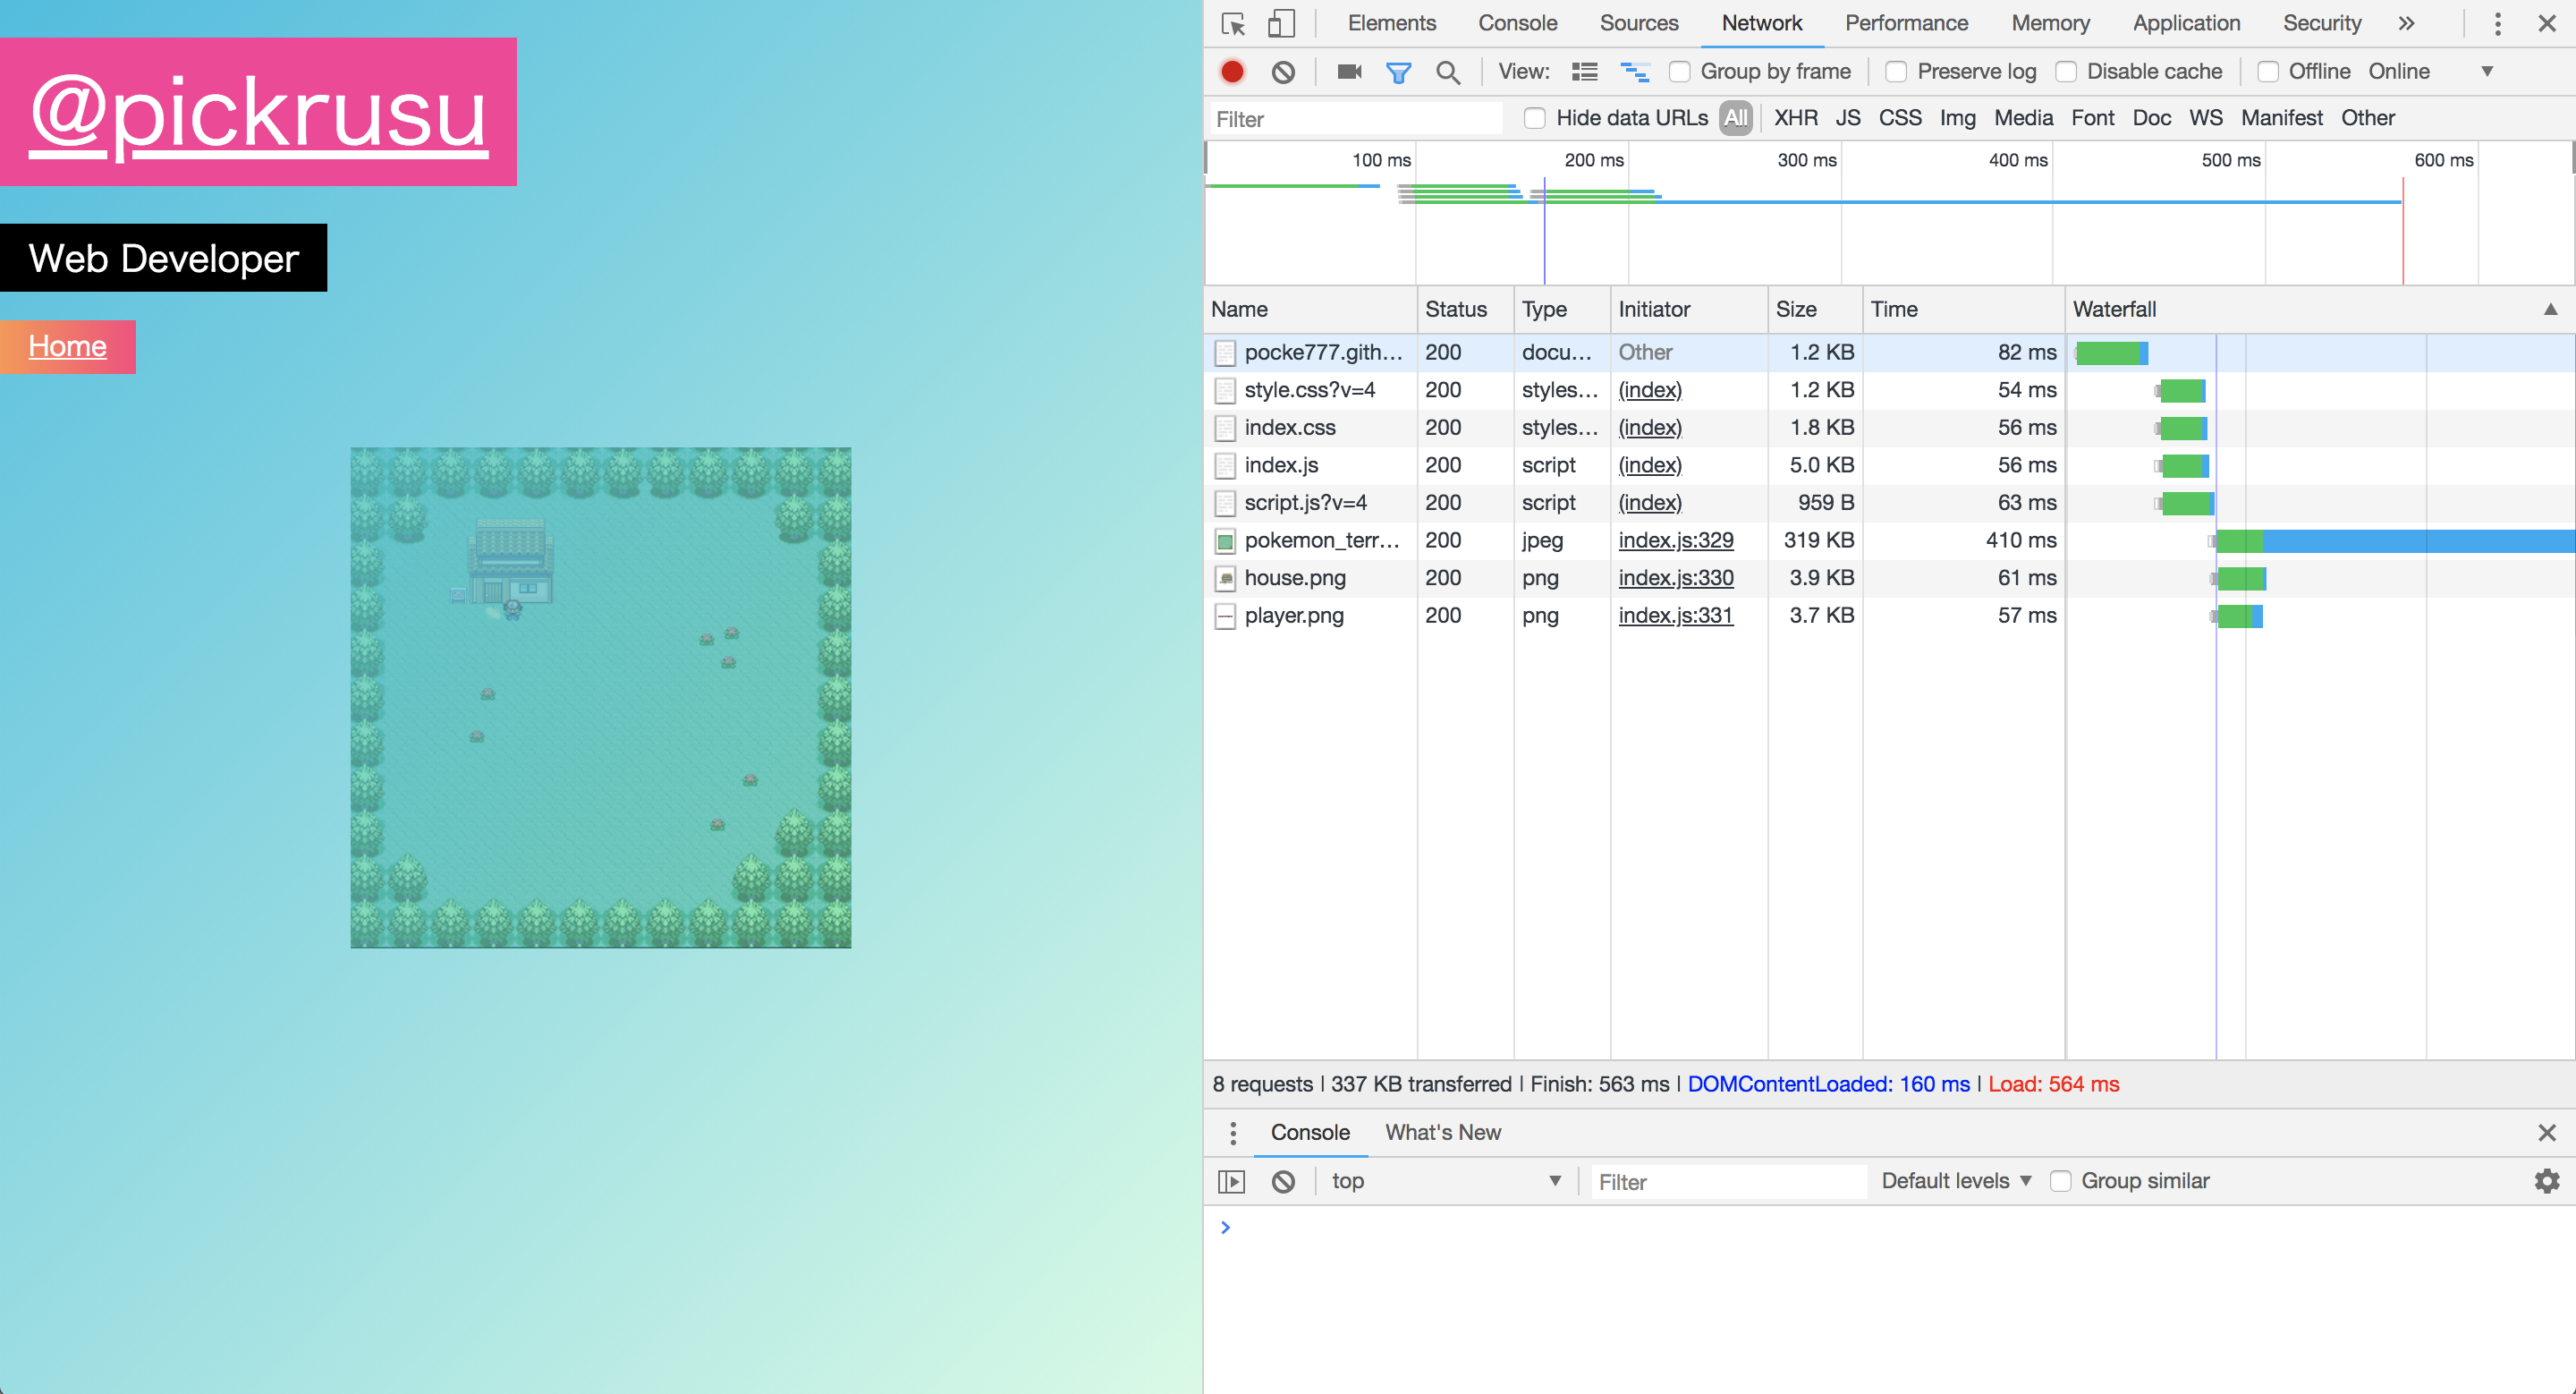 @pickrusu
Web Developer
Home
Elements Console Sources Network Performance Memory Application Security »
View: Group by frame Preserve log Disable cache Offline Online ▼
Filter Hide data URLs All XHR JS CSS Img Media Font Doc WS Manifest Other
100 ms 200 ms 300 ms 400 ms 500 ms 600 ms
Name Status Type Initiator Size Time Waterfall ▲
pocke777.gith... 200 docu... Other 1.2 KB 82 ms
style.css?v=4 200 styles... (index) 1.2 KB 54 ms
index.css 200 styles... (index) 1.8 KB 56 ms
index.js 200 script (index) 5.0 KB 56 ms
script.js?v=4 200 script (index) 959 B 63 ms
pokemon_terr... 200 jpeg index.js:329 319 KB 410 ms
house.png 200 png index.js:330 3.9 KB 61 ms
player.png 200 png index.js:331 3.7 KB 57 ms
8 requests | 337 KB transferred | Finish: 563 ms | DOMContentLoaded: 160 ms | Load: 564 ms
Console What's New
top ▼ Filter Default levels ▼ Group similar